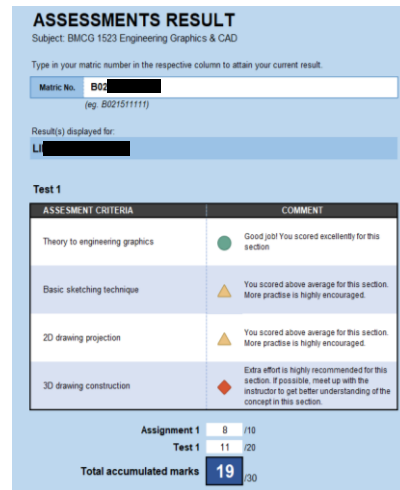 ASSESSMENTS RESULT
Subject: BMCG 1523 Engineering Graphics & CAD
Type in your matric number in the respective column to attain your current result.
Matric No. B02
(eg. B021511111)
Result(s) displayed for:
LI
Test 1
ASSESMENT CRITERIA COMMENT
Theory to engineering graphics
Good job! You scored excellently for this
section
Basic sketching technique
You scored above average for this section.
More practise is highly encouraged.
2D drawing projection
You scored above average for this section.
More practise is highly encouraged.
3D drawing construction
Extra effort is highly recommended for this
section. If possible, meet up with the
instructor to get better understanding of the
concept in this section.
Assignment 1 8 /10
Test 1 11 /20
Total accumulated marks 19 /30